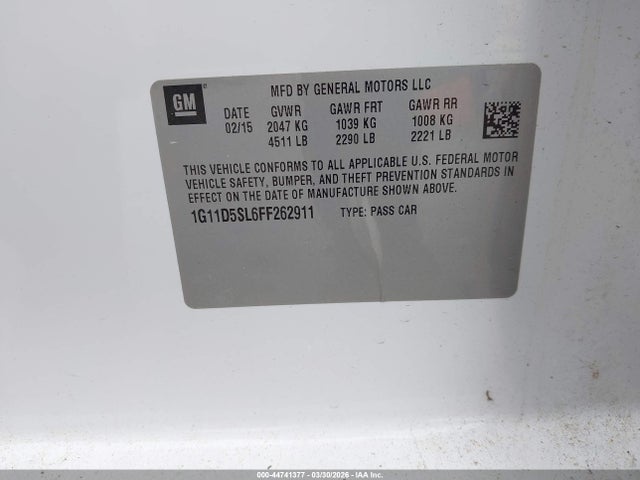 GM
MFD BY GENERAL MOTORS LLC
DATE GVWR GAWR FRT GAWR RR
02/15 2047 KG 1039 KG 1008 KG
4511 LB 2290 LB 2221 LB
THIS VEHICLE CONFORMS TO ALL APPLICABLE U.S. FEDERAL MOTOR
VEHICLE SAFETY, BUMPER, AND THEFT PREVENTION STANDARDS IN
EFFECT ON THE DATE OF MANUFACTURE SHOWN ABOVE.
1G11D5SL6FF262911 TYPE: PASS CAR
000-44741377 | 03/30/2026 - IAA Inc.